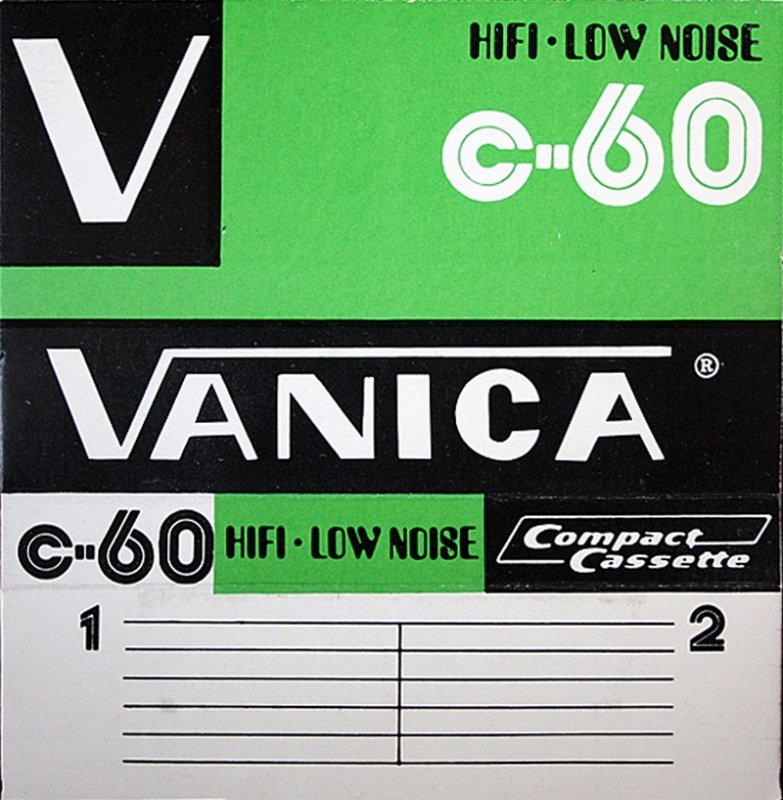 V
HIFI · LOW NOISE
C-60
VANICA ®
C-60 HIFI · LOW NOISE Compact
Cassette
1 2